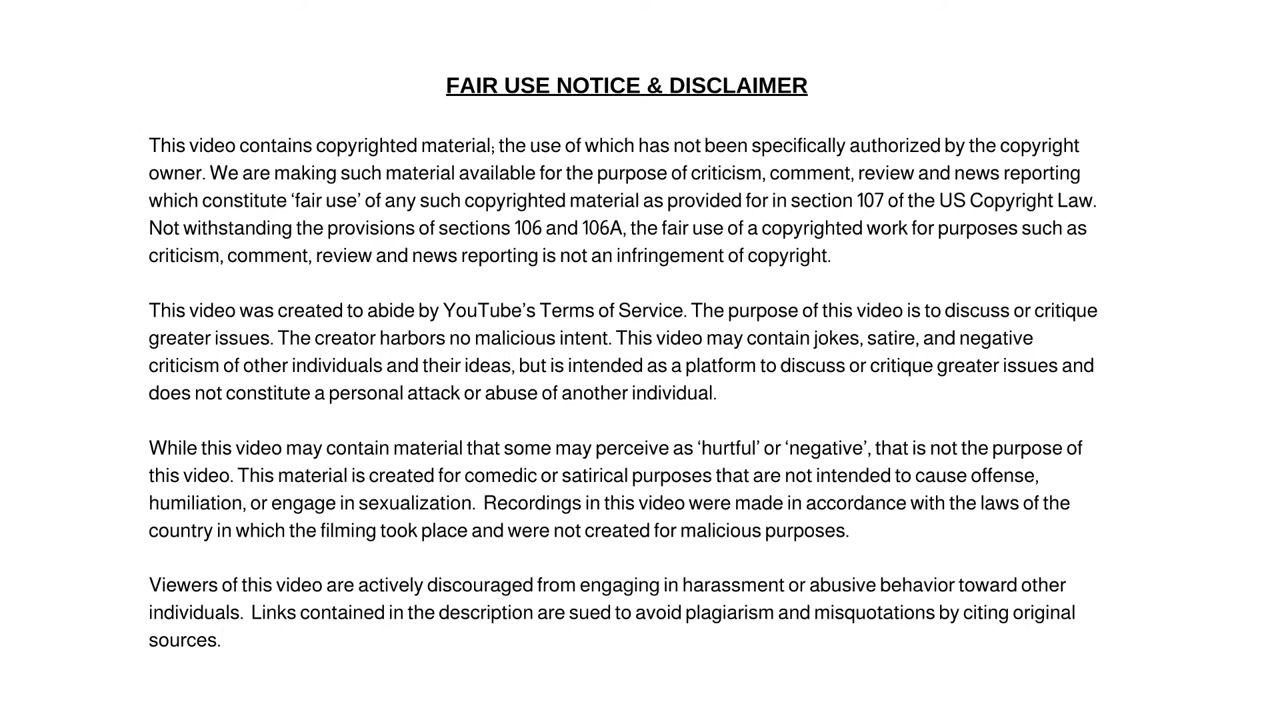 FAIR USE NOTICE & DISCLAIMER
This video contains copyrighted material; the use of which has not been specifically authorized by the copyright
owner. We are making such material available for the purpose of criticism, comment, review and news reporting
which constitute ‘fair use’ of any such copyrighted material as provided for in section 107 of the US Copyright Law.
Not withstanding the provisions of sections 106 and 106A, the fair use of a copyrighted work for purposes such as
criticism, comment, review and news reporting is not an infringement of copyright.
This video was created to abide by YouTube’s Terms of Service. The purpose of this video is to discuss or critique
greater issues. The creator harbors no malicious intent. This video may contain jokes, satire, and negative
criticism of other individuals and their ideas, but is intended as a platform to discuss or critique greater issues and
does not constitute a personal attack or abuse of another individual.
While this video may contain material that some may perceive as ‘hurtful’ or ‘negative’, that is not the purpose of
this video. This material is created for comedic or satirical purposes that are not intended to cause offense,
humiliation, or engage in sexualization.  Recordings in this video were made in accordance with the laws of the
country in which the filming took place and were not created for malicious purposes.
Viewers of this video are actively discouraged from engaging in harassment or abusive behavior toward other
individuals.  Links contained in the description are sued to avoid plagiarism and misquotations by citing original
sources.